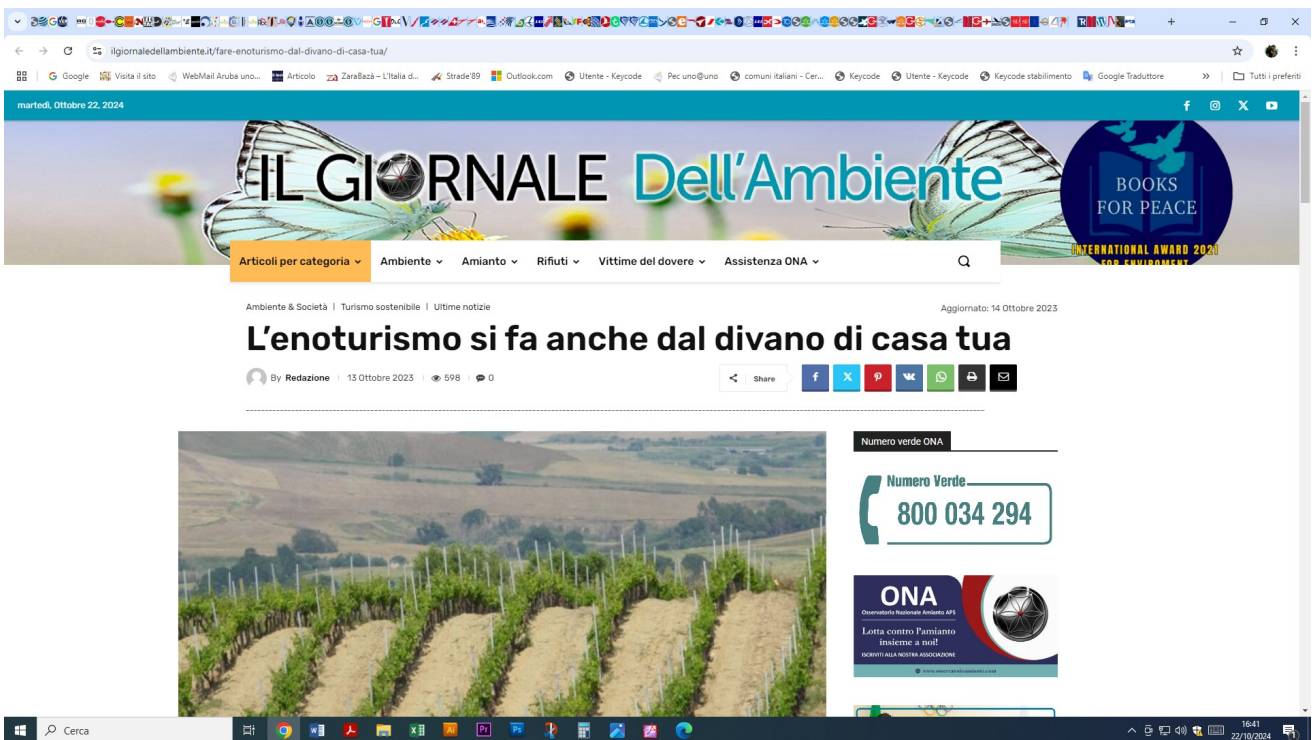 ilgiornaledellambiente.it/fare-enoturismo-dal-divano-di-casa-tua/
Google Visita il sito WebMail Aruba uno... Articolo ZaraBazà – L'Italia d... Strade'89 Outlook.com Utente - Keycode Pec uno@uno comuni italiani - Cer... Keycode Utente - Keycode Keycode stabilimento Google Traduttore » Tutti i preferiti
martedì, Ottobre 22, 2024
IL GIORNALE Dell'Ambiente
BOOKS
FOR PEACE
INTERNATIONAL AWARD 2021
FOR ENVIROMENT
Articoli per categoria Ambiente Amianto Rifiuti Vittime del dovere Assistenza ONA
Ambiente & Società | Turismo sostenibile | Ultime notizie
Aggiornato: 14 Ottobre 2023
L'enoturismo si fa anche dal divano di casa tua
By Redazione 13 Ottobre 2023 598 0
Share
Numero verde ONA
Numero Verde
800 034 294
ONA
Osservatorio Nazionale Amianto APS
Lotta contro l'amianto
insieme a noi!
ISCRIVITI ALLA NOSTRA ASSOCIAZIONE
www.osservatorioamianto.com
Cerca
16:41
22/10/2024